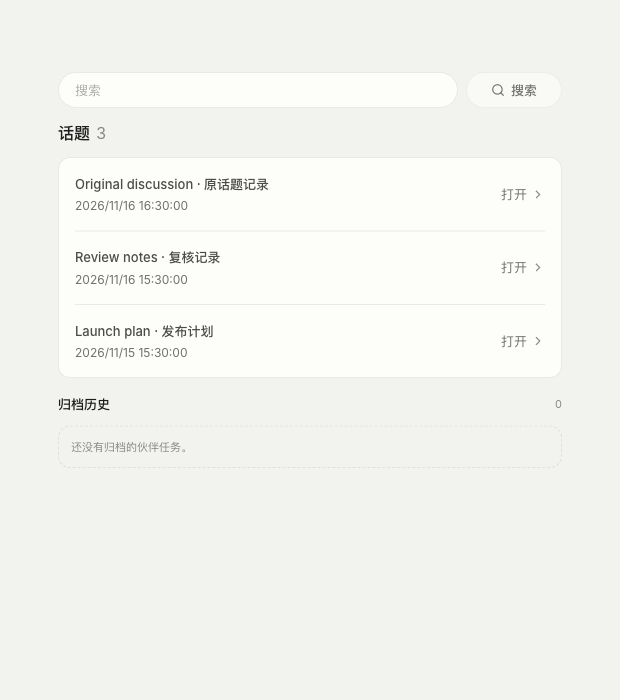 搜索
搜索
话题 3
Original discussion · 原话题记录
2026/11/16 16:30:00
打开
Review notes · 复核记录
2026/11/16 15:30:00
打开
Launch plan · 发布计划
2026/11/15 15:30:00
打开
归档历史
0
还没有归档的伙伴任务。